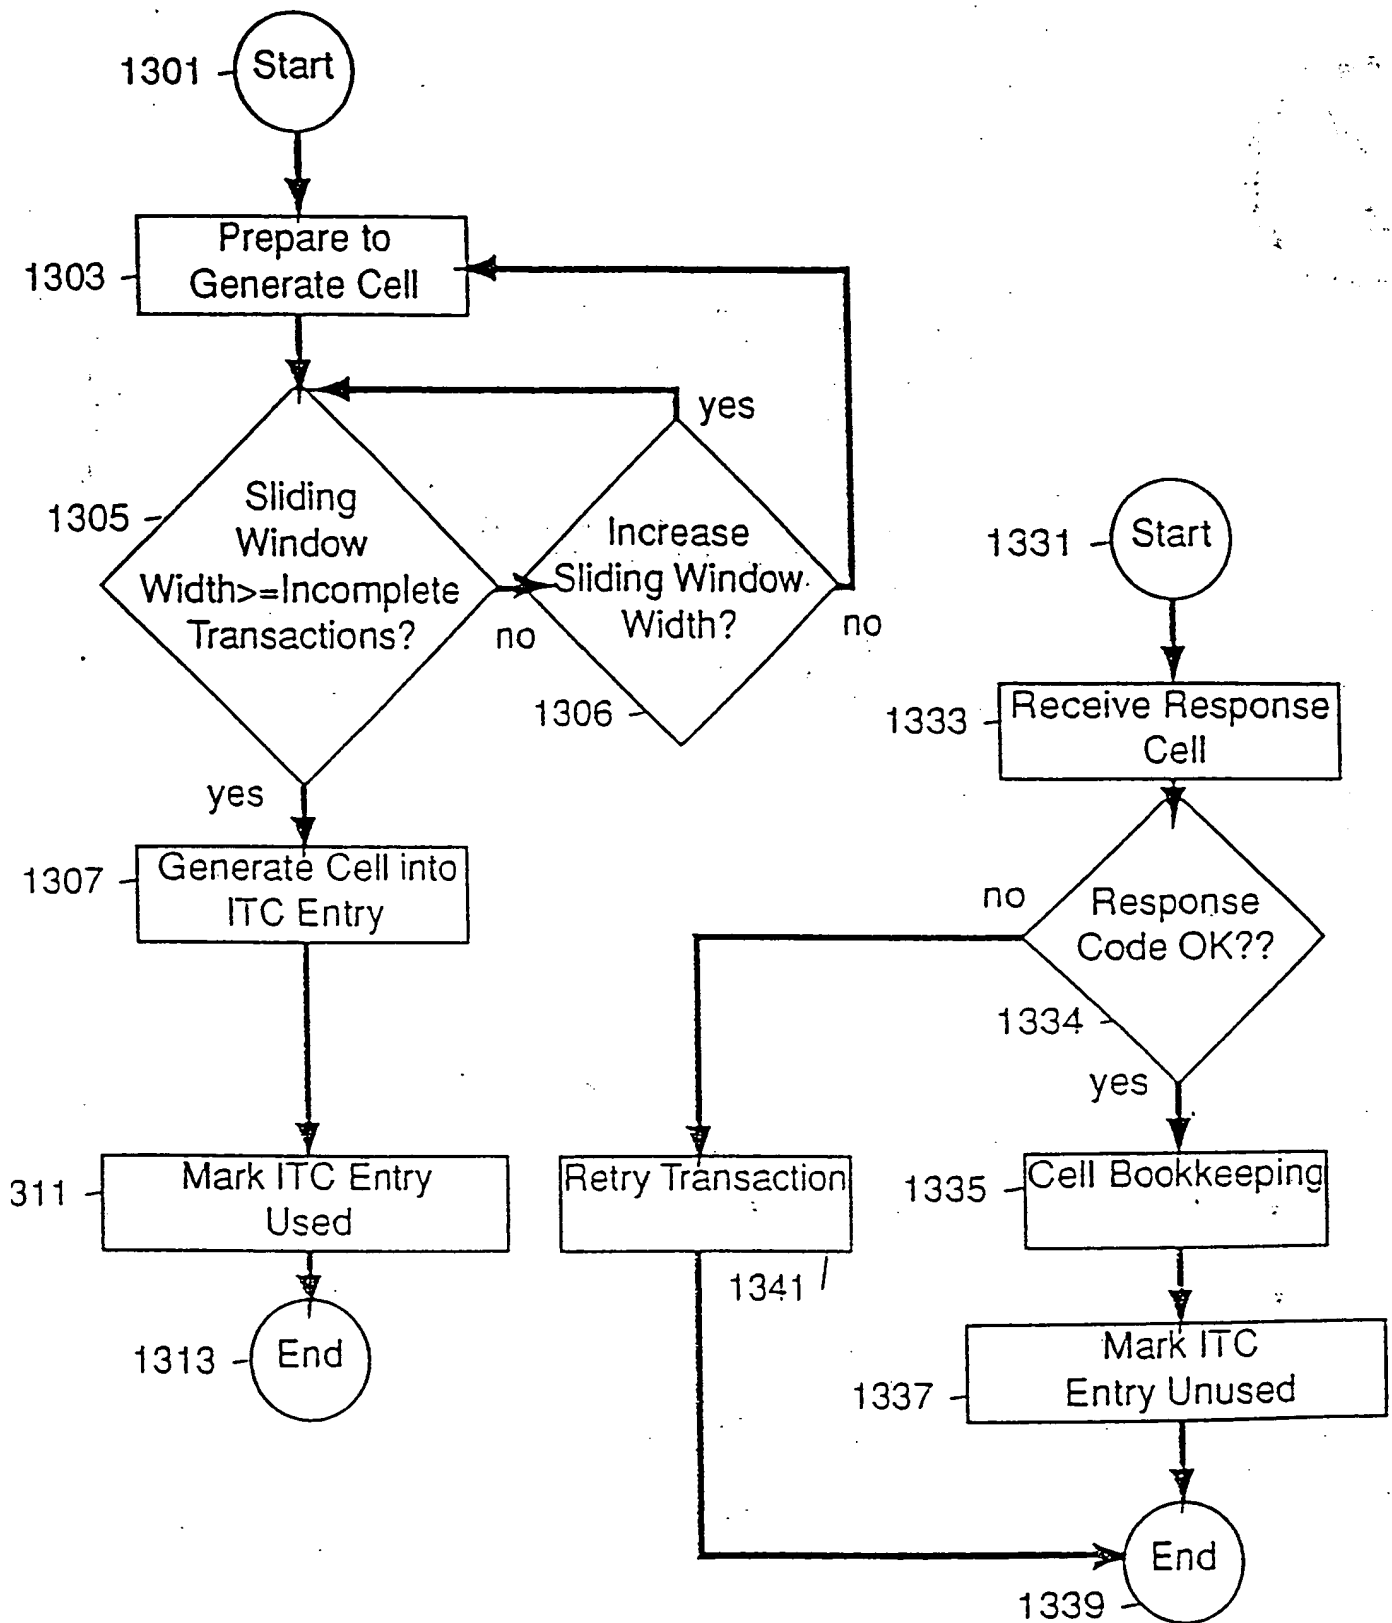 1301
Start
Prepare to
Generate Cell
1303
yes
1305
Sliding
Window
Width>=Incomplete
Transactions?
no
Increase
Sliding Window
Width?
no
1306
yes
1307
Generate Cell into
ITC Entry
311
Mark ITC Entry
Used
1313
End
1331
Start
1333
Receive Response
Cell
no
Response
Code OK??
1334
yes
Retry Transaction
1341
1335
Cell Bookkeeping
1337
Mark ITC
Entry Unused
End
1339